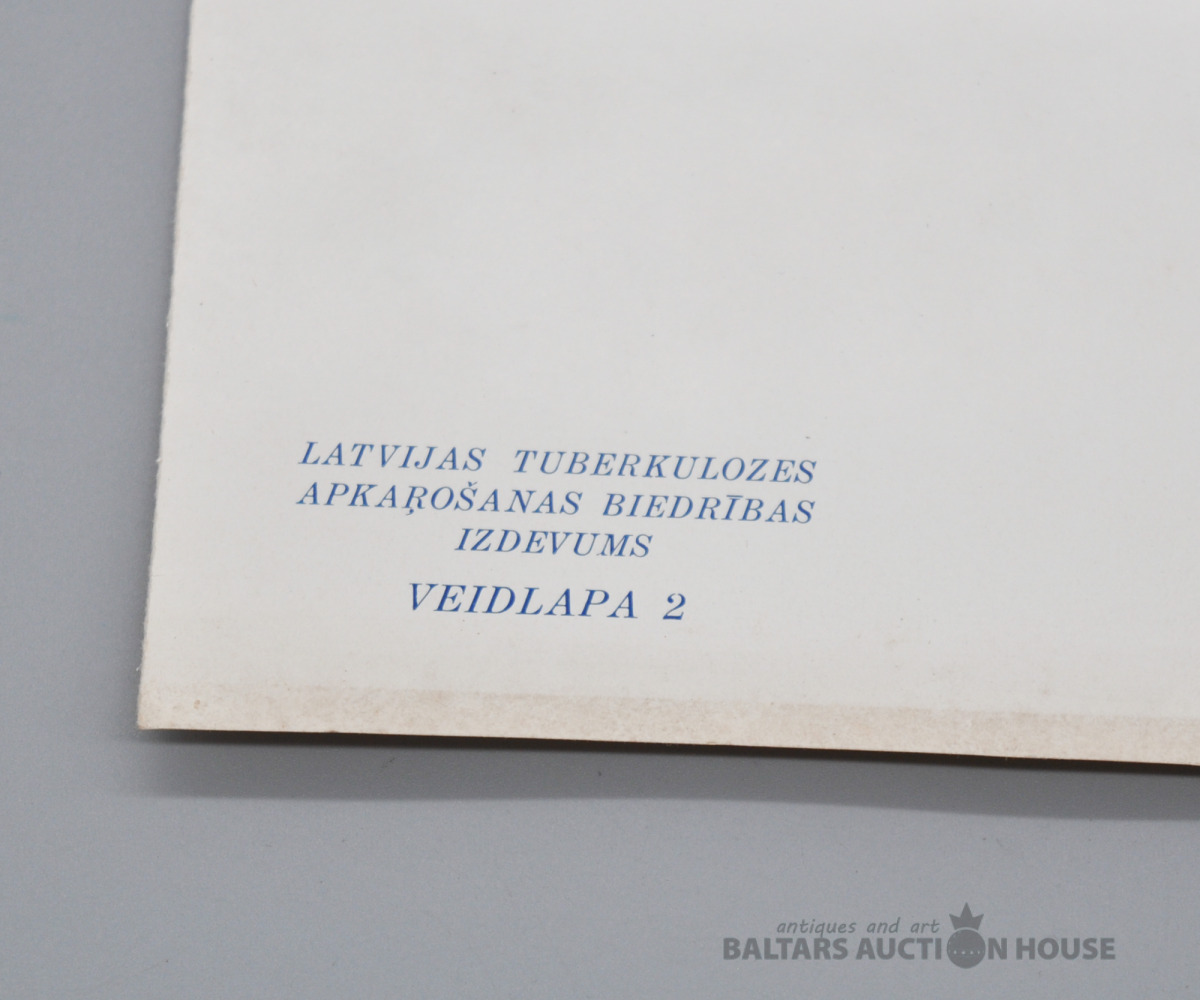 LATVIJAS TUBERKULOZES
APKAŖOŠANAS BIEDRĪBAS
IZDEVUMS
VEIDLAPA 2
antiques and art
BALTARS AUCTION HOUSE